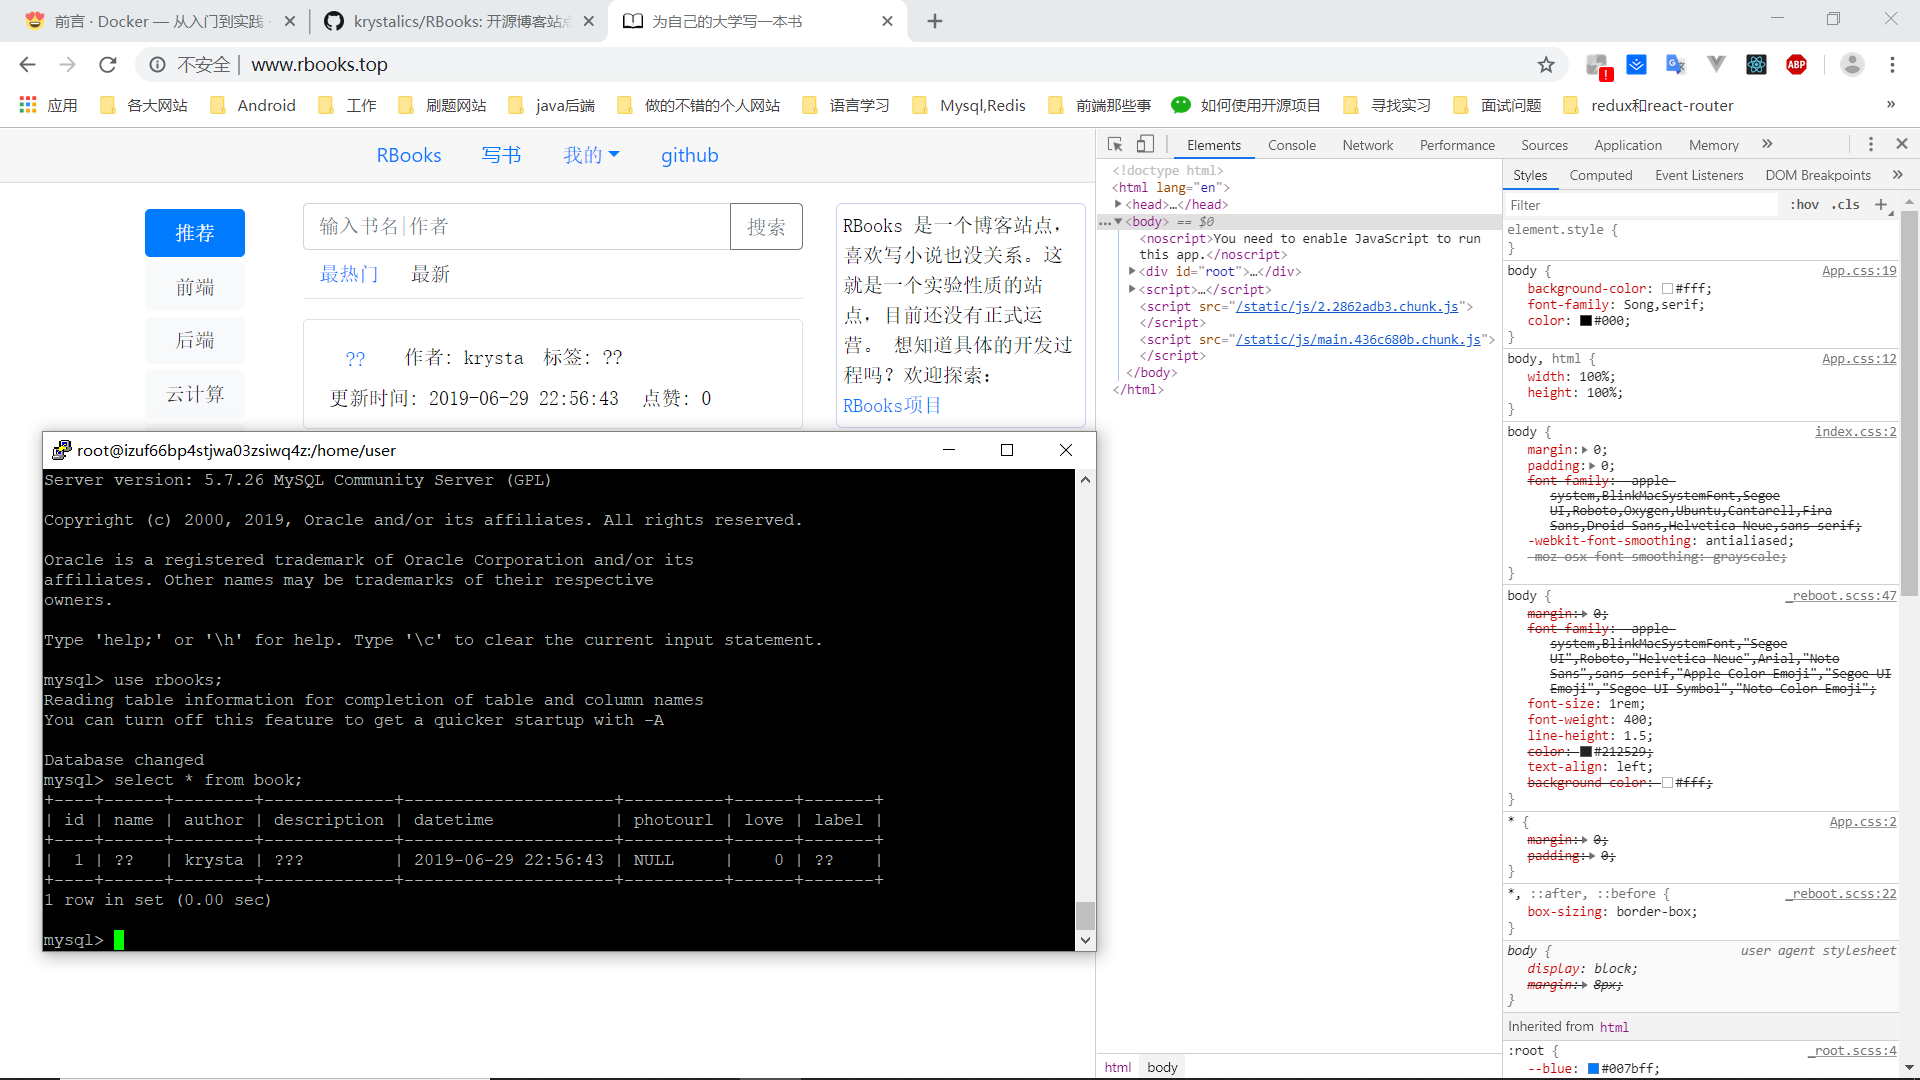 前言 · Docker — 从入门到实践
krystalics/RBooks: 开源博客站点
为自己的大学写一本书
不安全 | www.rbooks.top
应用 各大网站 Android 工作 刷题网站 java后端 做的不错的个人网站 语言学习 Mysql,Redis 前端那些事 如何使用开源项目 寻找实习 面试问题 redux和react-router »
RBooks 写书 我的 github
推荐
前端
后端
云计算
输入书名|作者 搜索
最热门 最新
?? 作者: krysta 标签: ??
更新时间: 2019-06-29 22:56:43 点赞: 0
RBooks 是一个博客站点，
喜欢写小说也没关系。这
就是一个实验性质的站
点，目前还没有正式运
营。 想知道具体的开发过
程吗？欢迎探索：
RBooks项目
root@izuf66bp4stjwa03zsiwq4z:/home/user
Server version: 5.7.26 MySQL Community Server (GPL)
Copyright (c) 2000, 2019, Oracle and/or its affiliates. All rights reserved.
Oracle is a registered trademark of Oracle Corporation and/or its
affiliates. Other names may be trademarks of their respective
owners.
Type 'help;' or '\h' for help. Type '\c' to clear the current input statement.
mysql> use rbooks;
Reading table information for completion of table and column names
You can turn off this feature to get a quicker startup with -A
Database changed
mysql> select * from book;
+----+------+--------+-------------+---------------------+----------+------+-------+
| id | name | author | description | datetime            | photourl | love | label |
+----+------+--------+-------------+---------------------+----------+------+-------+
|  1 | ??   | krysta | ???         | 2019-06-29 22:56:43 | NULL     |    0 | ??    |
+----+------+--------+-------------+---------------------+----------+------+-------+
1 row in set (0.00 sec)
mysql>
Elements Console Network Performance Sources Application Memory »
<!doctype html>
<html lang="en">
<head>…</head>
<body> == $0
<noscript>You need to enable JavaScript to run
this app.</noscript>
<div id="root">…</div>
<script>…</script>
<script src="/static/js/2.2862adb3.chunk.js">
</script>
<script src="/static/js/main.436c680b.chunk.js">
</script>
</body>
</html>
html body
Styles Computed Event Listeners DOM Breakpoints »
Filter :hov .cls +
element.style {
}
body { App.css:19
background-color: #fff;
font-family: Song,serif;
color: #000;
}
body, html { App.css:12
width: 100%;
height: 100%;
}
body { index.css:2
margin: 0;
padding: 0;
font-family: -apple-
system,BlinkMacSystemFont,Segoe
UI,Roboto,Oxygen,Ubuntu,Cantarell,Fira
Sans,Droid Sans,Helvetica Neue,sans-serif;
-webkit-font-smoothing: antialiased;
-moz-osx-font-smoothing: grayscale;
}
body { _reboot.scss:47
margin: 0;
font-family: -apple-
system,BlinkMacSystemFont,"Segoe
UI",Roboto,"Helvetica Neue",Arial,"Noto
Sans",sans-serif,"Apple Color Emoji","Segoe UI
Emoji","Segoe UI Symbol","Noto Color Emoji";
font-size: 1rem;
font-weight: 400;
line-height: 1.5;
color: #212529;
text-align: left;
background-color: #fff;
}
* { App.css:2
margin: 0;
padding: 0;
}
*, ::after, ::before { _reboot.scss:22
box-sizing: border-box;
}
body { user agent stylesheet
display: block;
margin: 8px;
}
Inherited from html
:root { _root.scss:4
--blue: #007bff;